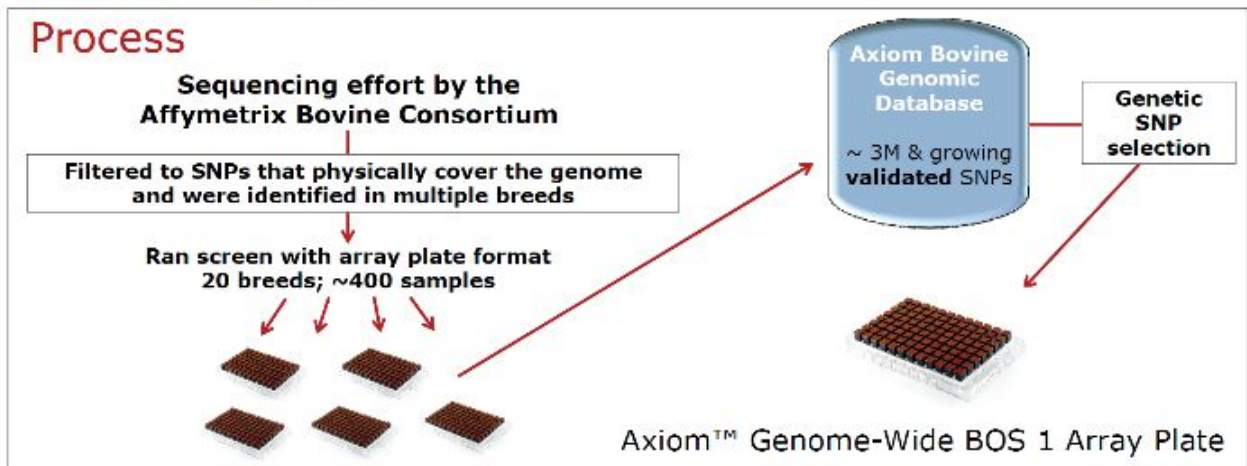 Process
Sequencing effort by the
Affymetrix Bovine Consortium
Filtered to SNPs that physically cover the genome
and were identified in multiple breeds
Ran screen with array plate format
20 breeds; ~400 samples
Axiom Bovine
Genomic
Database
~ 3M & growing
validated SNPs
Genetic
SNP
selection
Axiom™ Genome-Wide BOS 1 Array Plate